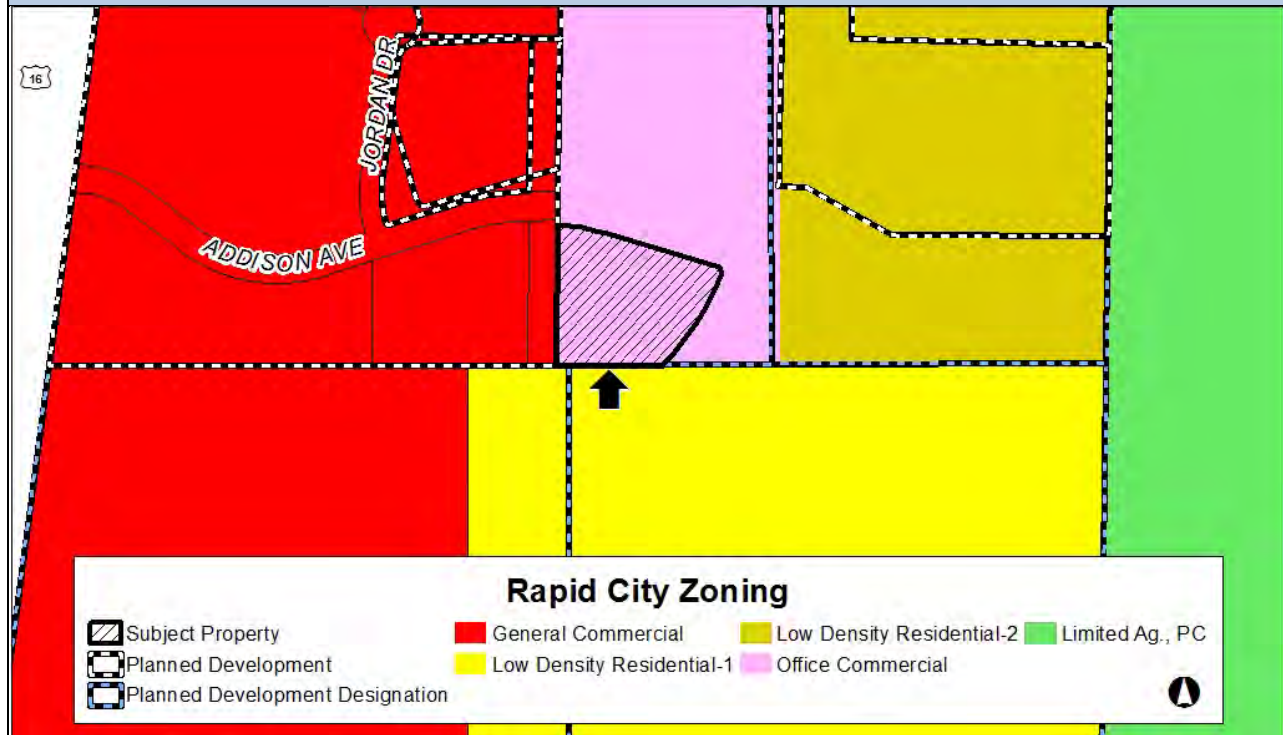 16
JORDAN DR
ADDISON AVE
Rapid City Zoning
Subject Property
Planned Development
Planned Development Designation
General Commercial
Low Density Residential-1
Low Density Residential-2
Office Commercial
Limited Ag., PC